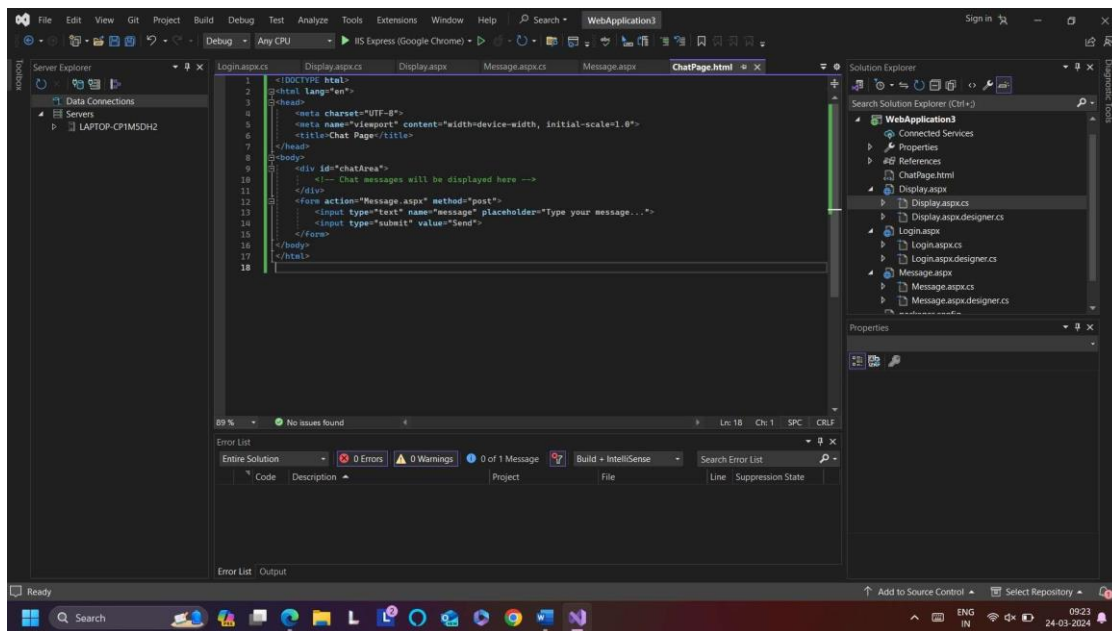 File Edit View Git Project Build Debug Test Analyze Tools Extensions Window Help Search WebApplication3 Sign in
Debug Any CPU IIS Express (Google Chrome)
Toolbox
Server Explorer
Data Connections
Servers
LAPTOP-CP1M5DH2
Login.aspx.cs Display.aspx.cs Display.aspx Message.aspx.cs Message.aspx ChatPage.html
1 <!DOCTYPE html>
2 <html lang="en">
3 <head>
4 <meta charset="UTF-8">
5 <meta name="viewport" content="width=device-width, initial-scale=1.0">
6 <title>Chat Page</title>
7 </head>
8 <body>
9 <div id="chatArea">
10 <!-- Chat messages will be displayed here -->
11 </div>
12 <form action="Message.aspx" method="post">
13 <input type="text" name="message" placeholder="Type your message...">
14 <input type="submit" value="Send">
15 </form>
16 </body>
17 </html>
18
89 % No issues found Ln: 18 Ch: 1 SPC CRLF
Error List
Entire Solution 0 Errors 0 Warnings 0 of 1 Message Build + IntelliSense Search Error List
Code Description Project File Line Suppression State
Error List Output
Solution Explorer
Search Solution Explorer (Ctrl+;)
WebApplication3
Connected Services
Properties
References
ChatPage.html
Display.aspx
Display.aspx.cs
Display.aspx.designer.cs
Login.aspx
Login.aspx.cs
Login.aspx.designer.cs
Message.aspx
Message.aspx.cs
Message.aspx.designer.cs
Properties
Diagnostic Tools
Ready Add to Source Control Select Repository
Search
ENG
IN
09:23
24-03-2024